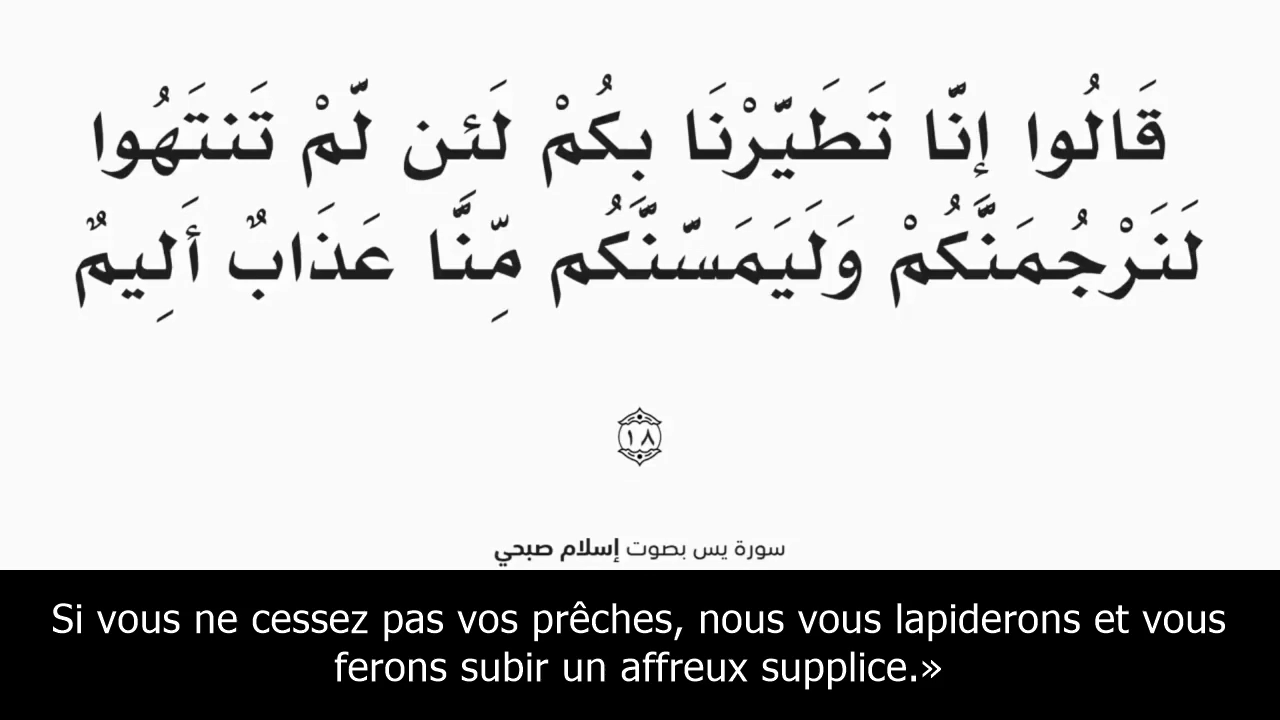 قَالُوا إِنَّا تَطَيَّرْنَا بِكُمْ لَئِن لَّمْ تَنتَهُوا
لَنَرْجُمَنَّكُمْ وَلَيَمَسَّنَّكُم مِّنَّا عَذَابٌ أَلِيمٌ
١٨
سورة يس بصوت إسلام صبحي
Si vous ne cessez pas vos prêches, nous vous lapiderons et vous
ferons subir un affreux supplice.»